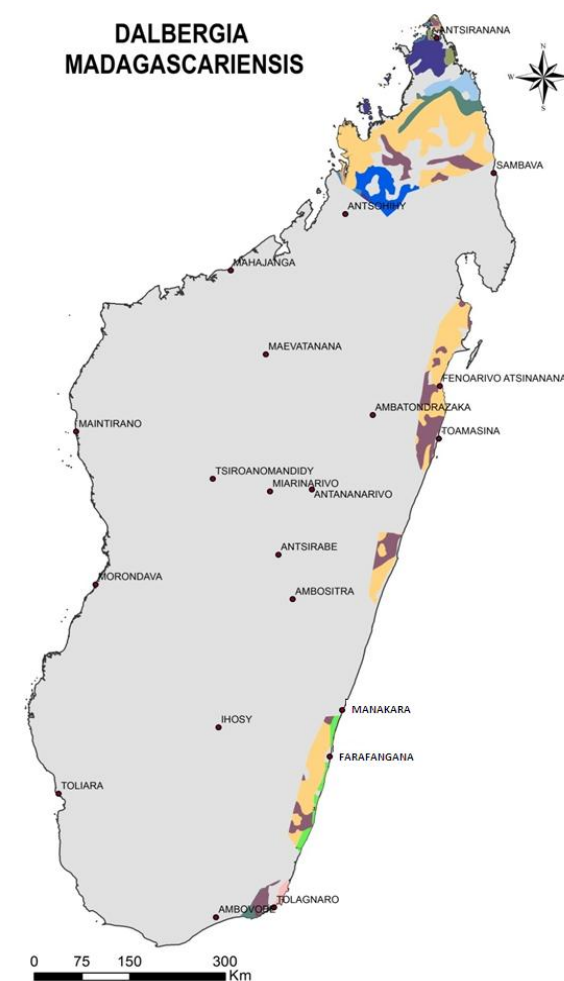 DALBERGIA
MADAGASCARIENSIS
ANTSIRANANA
N
W E
S
SAMBAVA
ANTSOHIHY
MAHAJANGA
MAEVATANANA
FENOARIVO ATSINANANA
AMBATONDRAZAKA
MAINTIRANO
TOAMASINA
TSIROANOMANDIDY
MIARINARIVO
ANTANANARIVO
ANTSIRABE
MORONDAVA
AMBOSITRA
MANAKARA
IHOSY
FARAFANGANA
TOLIARA
TOLAGNARO
AMBOVOBE
0 75 150 300
Km